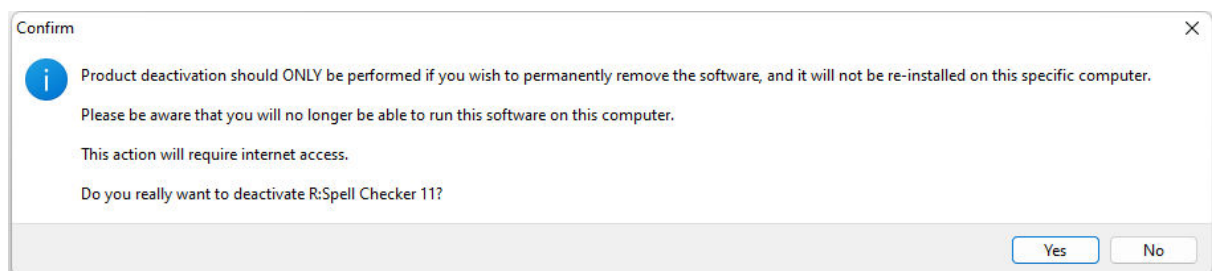 Confirm
Product deactivation should ONLY be performed if you wish to permanently remove the software, and it will not be re-installed on this specific computer.
Please be aware that you will no longer be able to run this software on this computer.
This action will require internet access.
Do you really want to deactivate R:Spell Checker 11?
Yes No